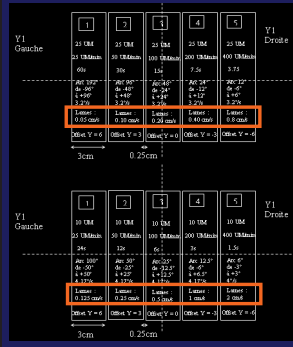 Y1
Gauche
Y1
Droite
1 2 3 4 5
25 UM 25 UM 25 UM 25 UM 25 UM
25 UM/min 50 UM/min 100 UM/min 200 UM/min 400 UM/min
60s 30s 15s 7.5s 3.75
Arc 192° Arc 96° Arc 48° Arc 24° Arc 12°
de -96° de -48° de -24° de -12° de -6°
à +96° à +48° à +24° à +12° à +6°
3.2°/s 3.2°/s 3.2°/s 3.2°/s 3.2°/s
Lames : Lames : Lames : Lames : Lames :
0.05 cm/s 0.10 cm/s 0.20 cm/s 0.40 cm/s 0.8 cm/s
Offset Y = 6 Offset Y = 3 Offset Y = 0 Offset Y = -3 Offset Y = -6
3cm 0.25cm
Y1
Gauche
Y1
Droite
1 2 3 4 5
10 UM 10 UM 10 UM 10 UM 10 UM
25 UM/min 50 UM/min 100 UM/min 200 UM/min 400 UM/min
24s 12s 6s 3s 1.5s
Arc 100° Arc 50° Arc 25° Arc 12.5° Arc 6°
de -50° de -25° de -12.5° de -6° de -3°
à +50° à +25° à +12.5° à +6.5° à +3°
4.17°/s 4.17°/s 4.17°/s 4.17°/s 4°/s
Lames : Lames : Lames : Lames : Lames :
0.125 cm/s 0.25 cm/s 0.5 cm/s 1 cm/s 2 cm/s
Offset Y = 6 Offset Y = 3 Offset Y = 0 Offset Y = -3 Offset Y = -6
3cm 0.25cm